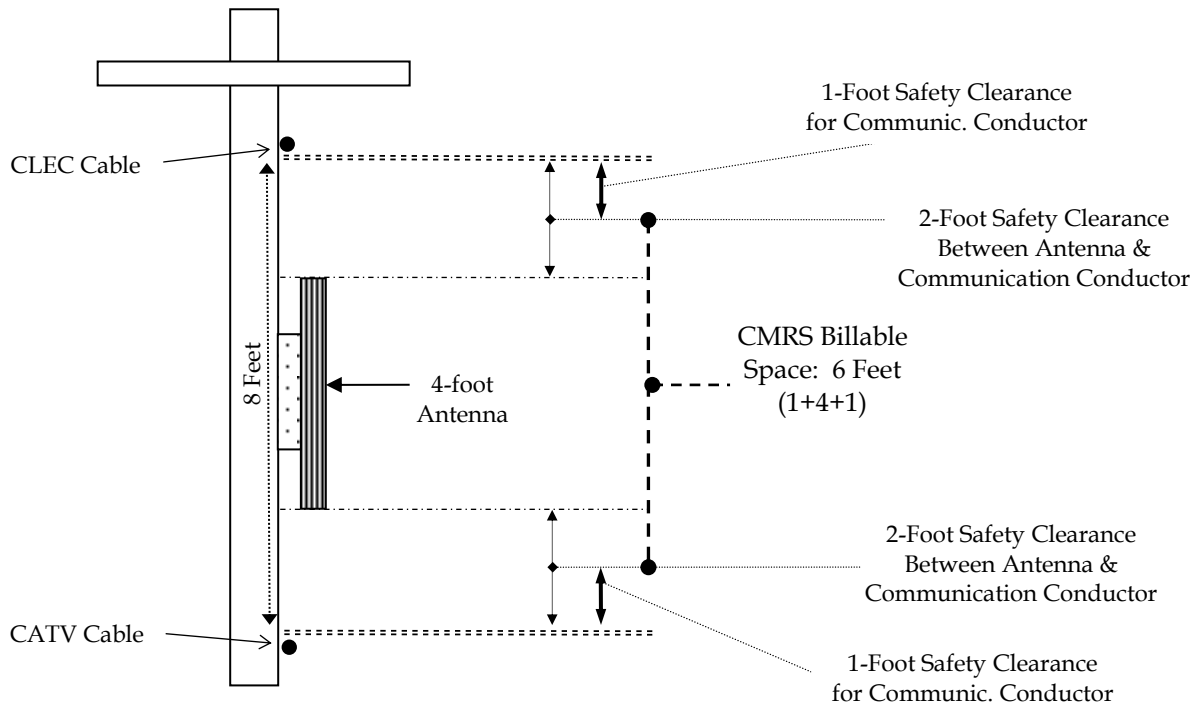 1-Foot Safety Clearance
for Communic. Conductor
CLEC Cable
2-Foot Safety Clearance
Between Antenna &
Communication Conductor
8 Feet
4-foot
Antenna
CMRS Billable
Space:  6 Feet
(1+4+1)
2-Foot Safety Clearance
Between Antenna &
Communication Conductor
CATV Cable
1-Foot Safety Clearance
for Communic. Conductor